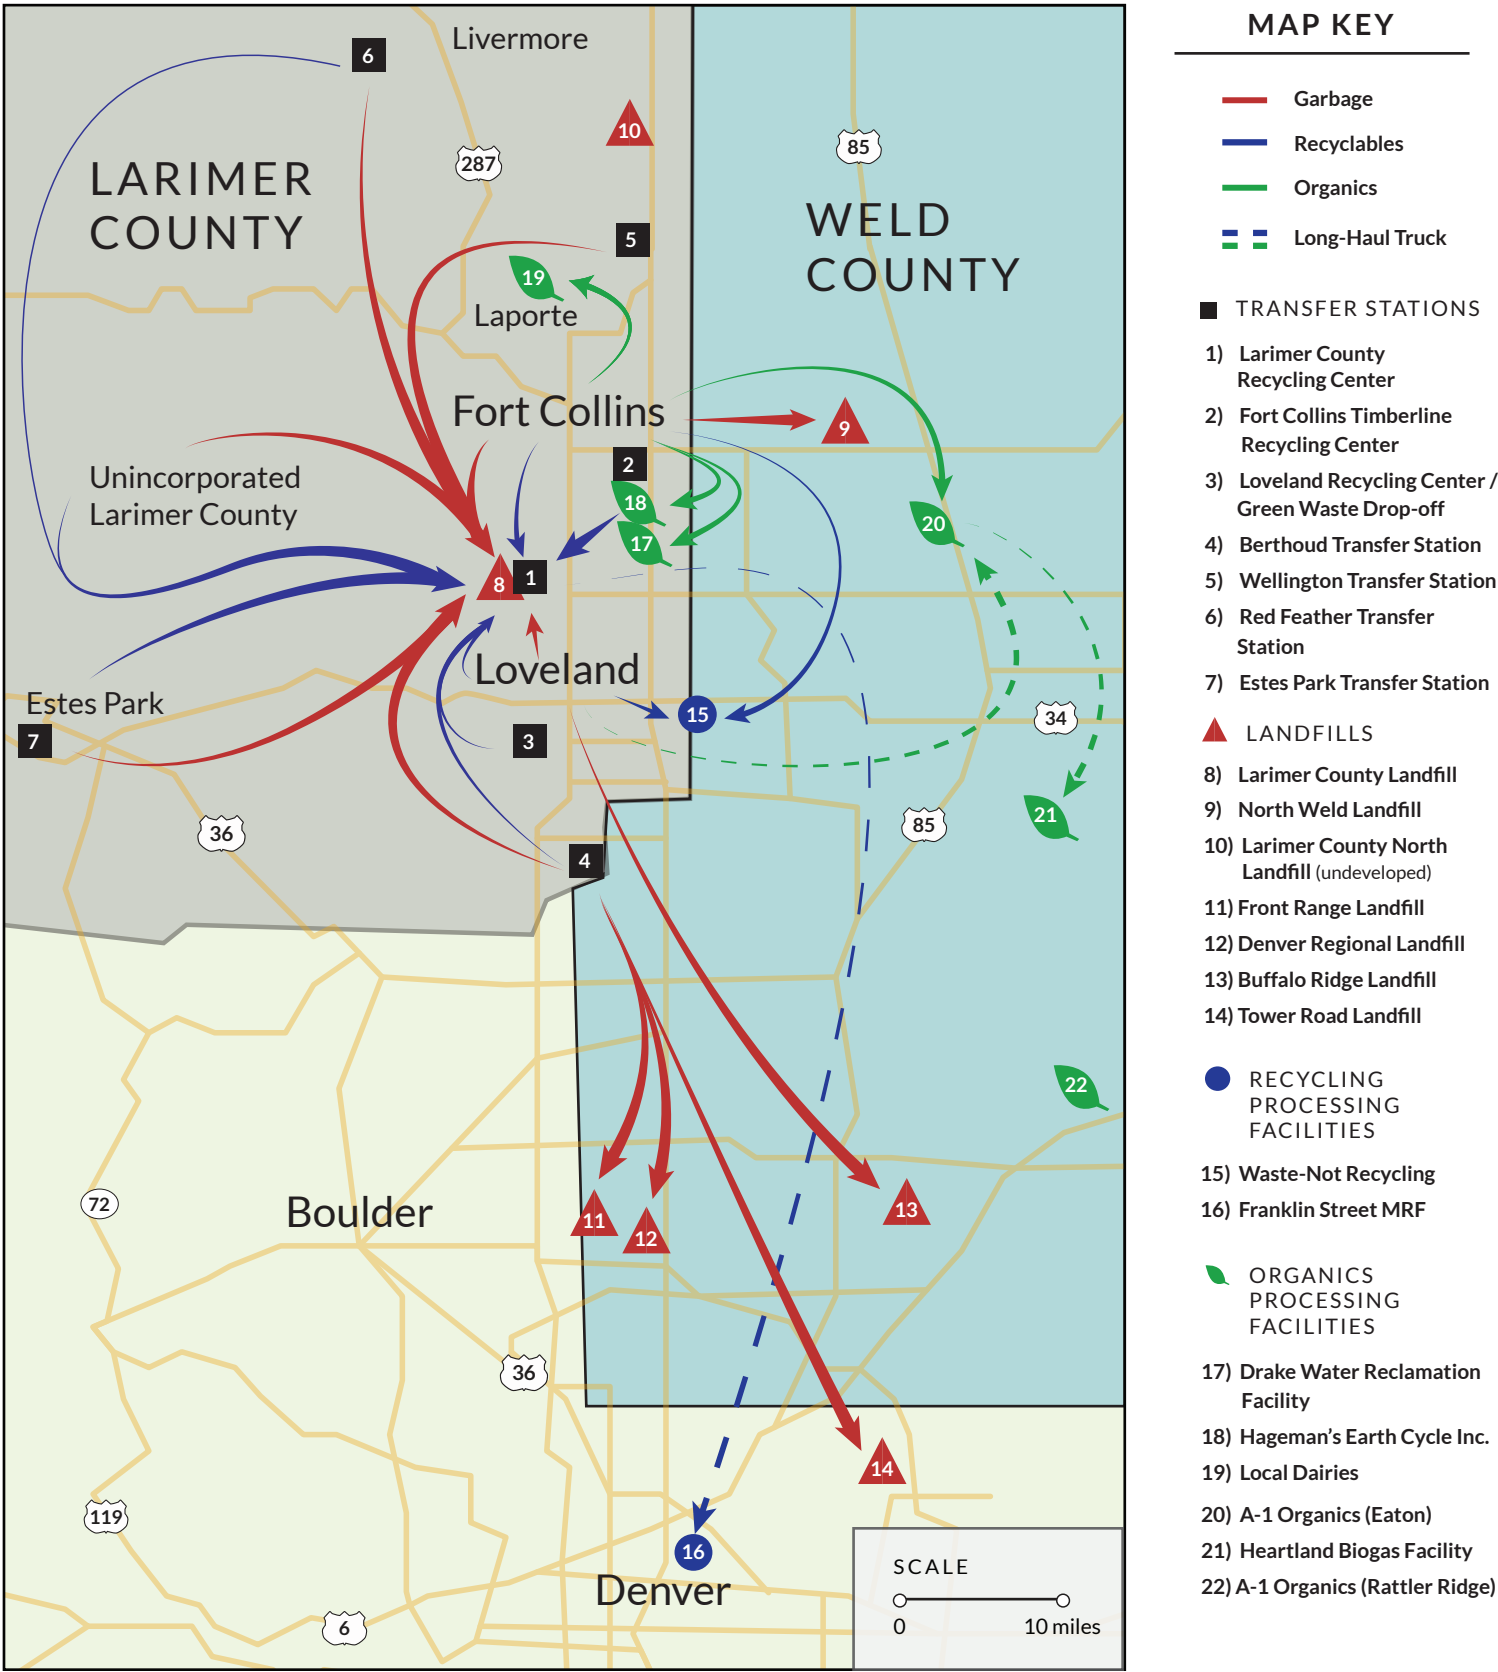 Livermore
6
10
287
85
LARIMER
COUNTY
WELD
COUNTY
5
19
Laporte
Fort Collins
9
2
Unincorporated
Larimer County
18
17
20
8
1
Loveland
Estes Park
15
34
7
3
21
36
85
4
22
72
Boulder
11
12
13
36
14
119
16
Denver
6
SCALE
0
10 miles
MAP KEY
Garbage
Recyclables
Organics
Long-Haul Truck
TRANSFER STATIONS
1) Larimer County
Recycling Center
2) Fort Collins Timberline
Recycling Center
3) Loveland Recycling Center /
Green Waste Drop-off
4) Berthoud Transfer Station
5) Wellington Transfer Station
6) Red Feather Transfer
Station
7) Estes Park Transfer Station
LANDFILLS
8) Larimer County Landfill
9) North Weld Landfill
10) Larimer County North
Landfill (undeveloped)
11) Front Range Landfill
12) Denver Regional Landfill
13) Buffalo Ridge Landfill
14) Tower Road Landfill
RECYCLING
PROCESSING
FACILITIES
15) Waste-Not Recycling
16) Franklin Street MRF
ORGANICS
PROCESSING
FACILITIES
17) Drake Water Reclamation
Facility
18) Hageman's Earth Cycle Inc.
19) Local Dairies
20) A-1 Organics (Eaton)
21) Heartland Biogas Facility
22) A-1 Organics (Rattler Ridge)